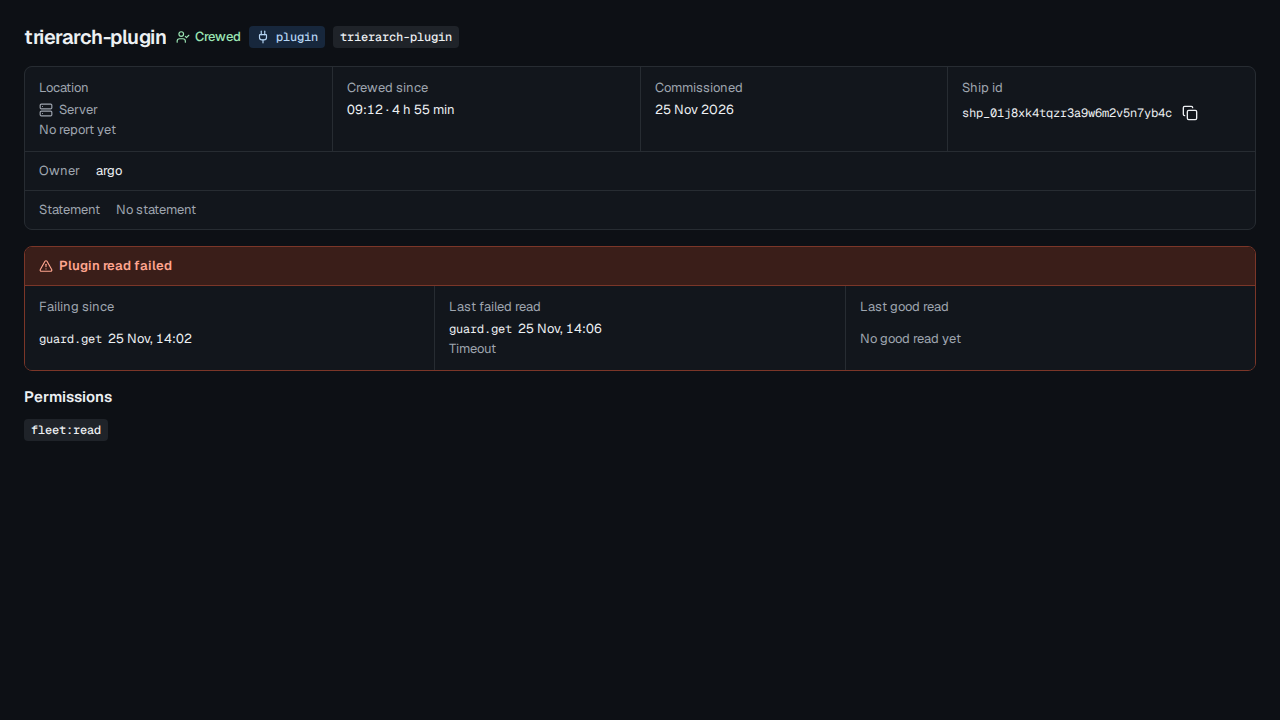 trierarch-plugin Crewed plugin trierarch-plugin
Location Crewed since Commissioned Ship id
Server 09:12 · 4 h 55 min 25 Nov 2026 shp_01j8xk4tqzr3a9w6m2v5n7yb4c
No report yet
Owner argo
Statement No statement
Plugin read failed
Failing since Last failed read Last good read
guard.get 25 Nov, 14:02 guard.get 25 Nov, 14:06 No good read yet
Timeout
Permissions
fleet:read